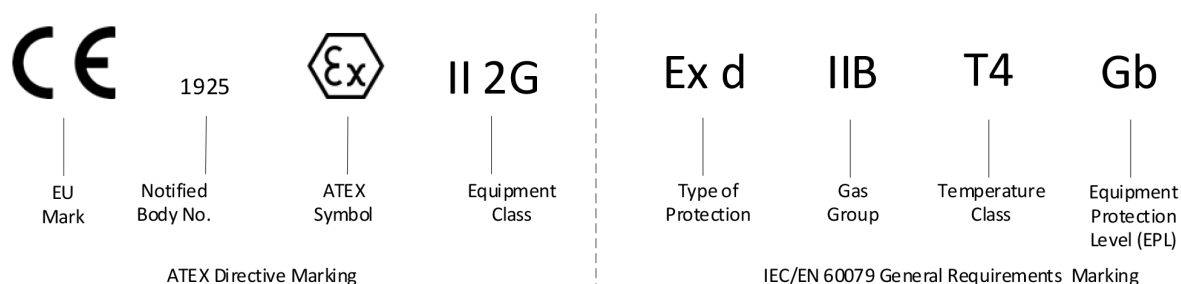 CE 1925 Ex II 2G Ex d IIB T4 Gb
EU Mark
Notified Body No.
ATEX Symbol
Equipment Class
Type of Protection
Gas Group
Temperature Class
Equipment Protection Level (EPL)
ATEX Directive Marking
IEC/EN 60079 General Requirements Marking